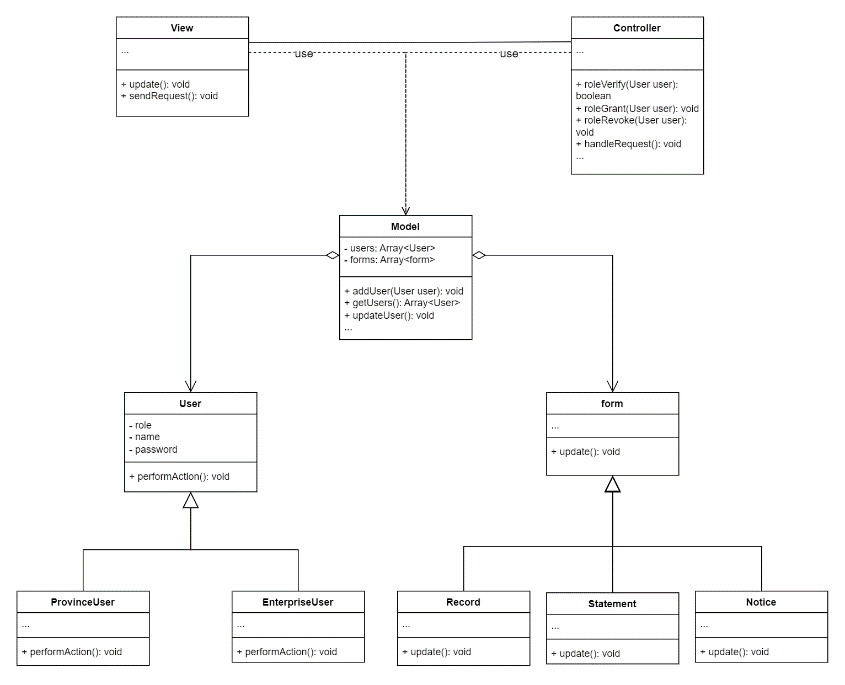 View
...
+ update(): void
+ sendRequest(): void
Controller
...
+ roleVerify(User user):
boolean
+ roleGrant(User user): void
+ roleRevoke(User user):
void
+ handleRequest(): void
...
use
use
Model
- users: Array<User>
- forms: Array<form>
+ addUser(User user): void
+ getUsers(): Array<User>
+ updateUser(): void
...
User
- role
- name
- password
+ performAction(): void
form
...
+ update(): void
ProvinceUser
...
+ performAction(): void
EnterpriseUser
...
+ performAction(): void
Record
...
+ update(): void
Statement
...
+ update(): void
Notice
...
+ update(): void